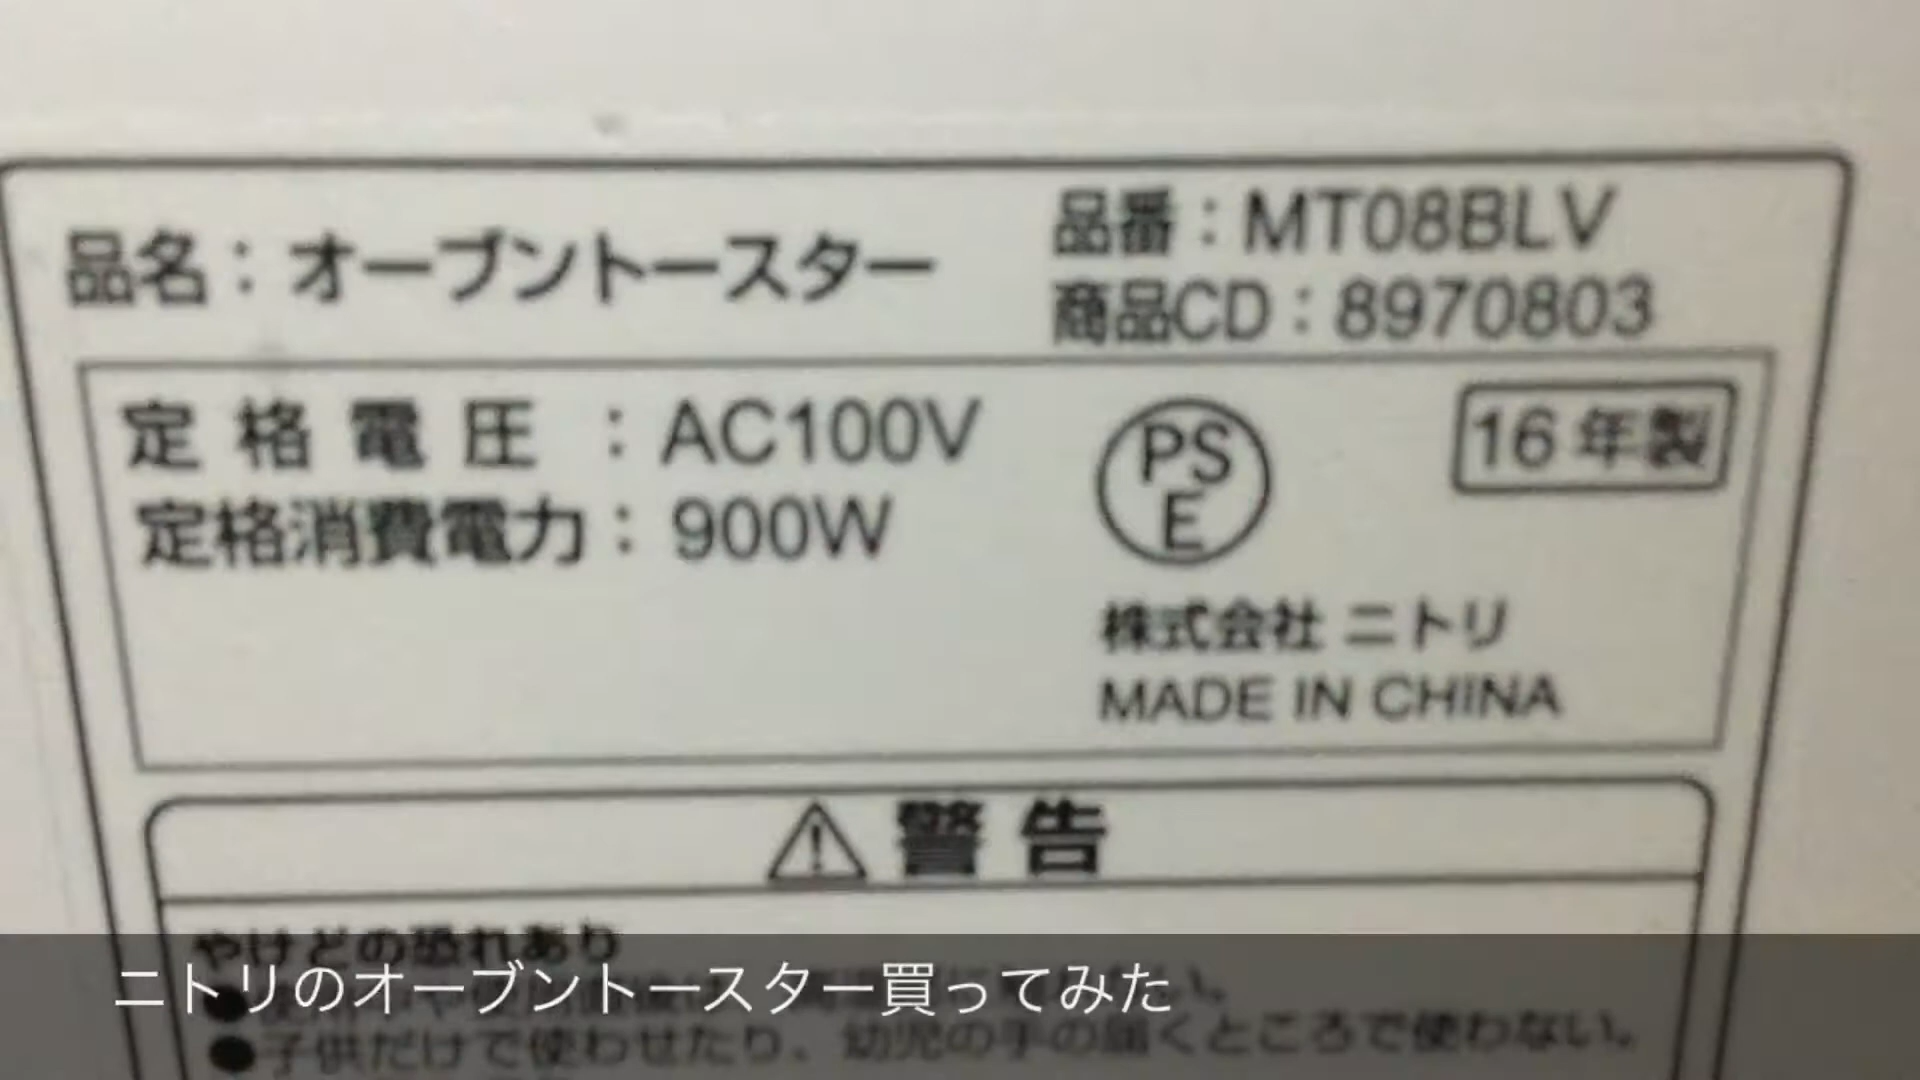 品名：オーブントースター
品番：MT08BLV
商品CD：8970803
定格電圧：AC100V
定格消費電力：900W
PSE
16年製
株式会社 ニトリ
MADE IN CHINA
警告
やけどの恐れあり
ニトリのオーブントースター買ってみた
●子供だけで使わせたり、幼児の手の届くところで使わない。